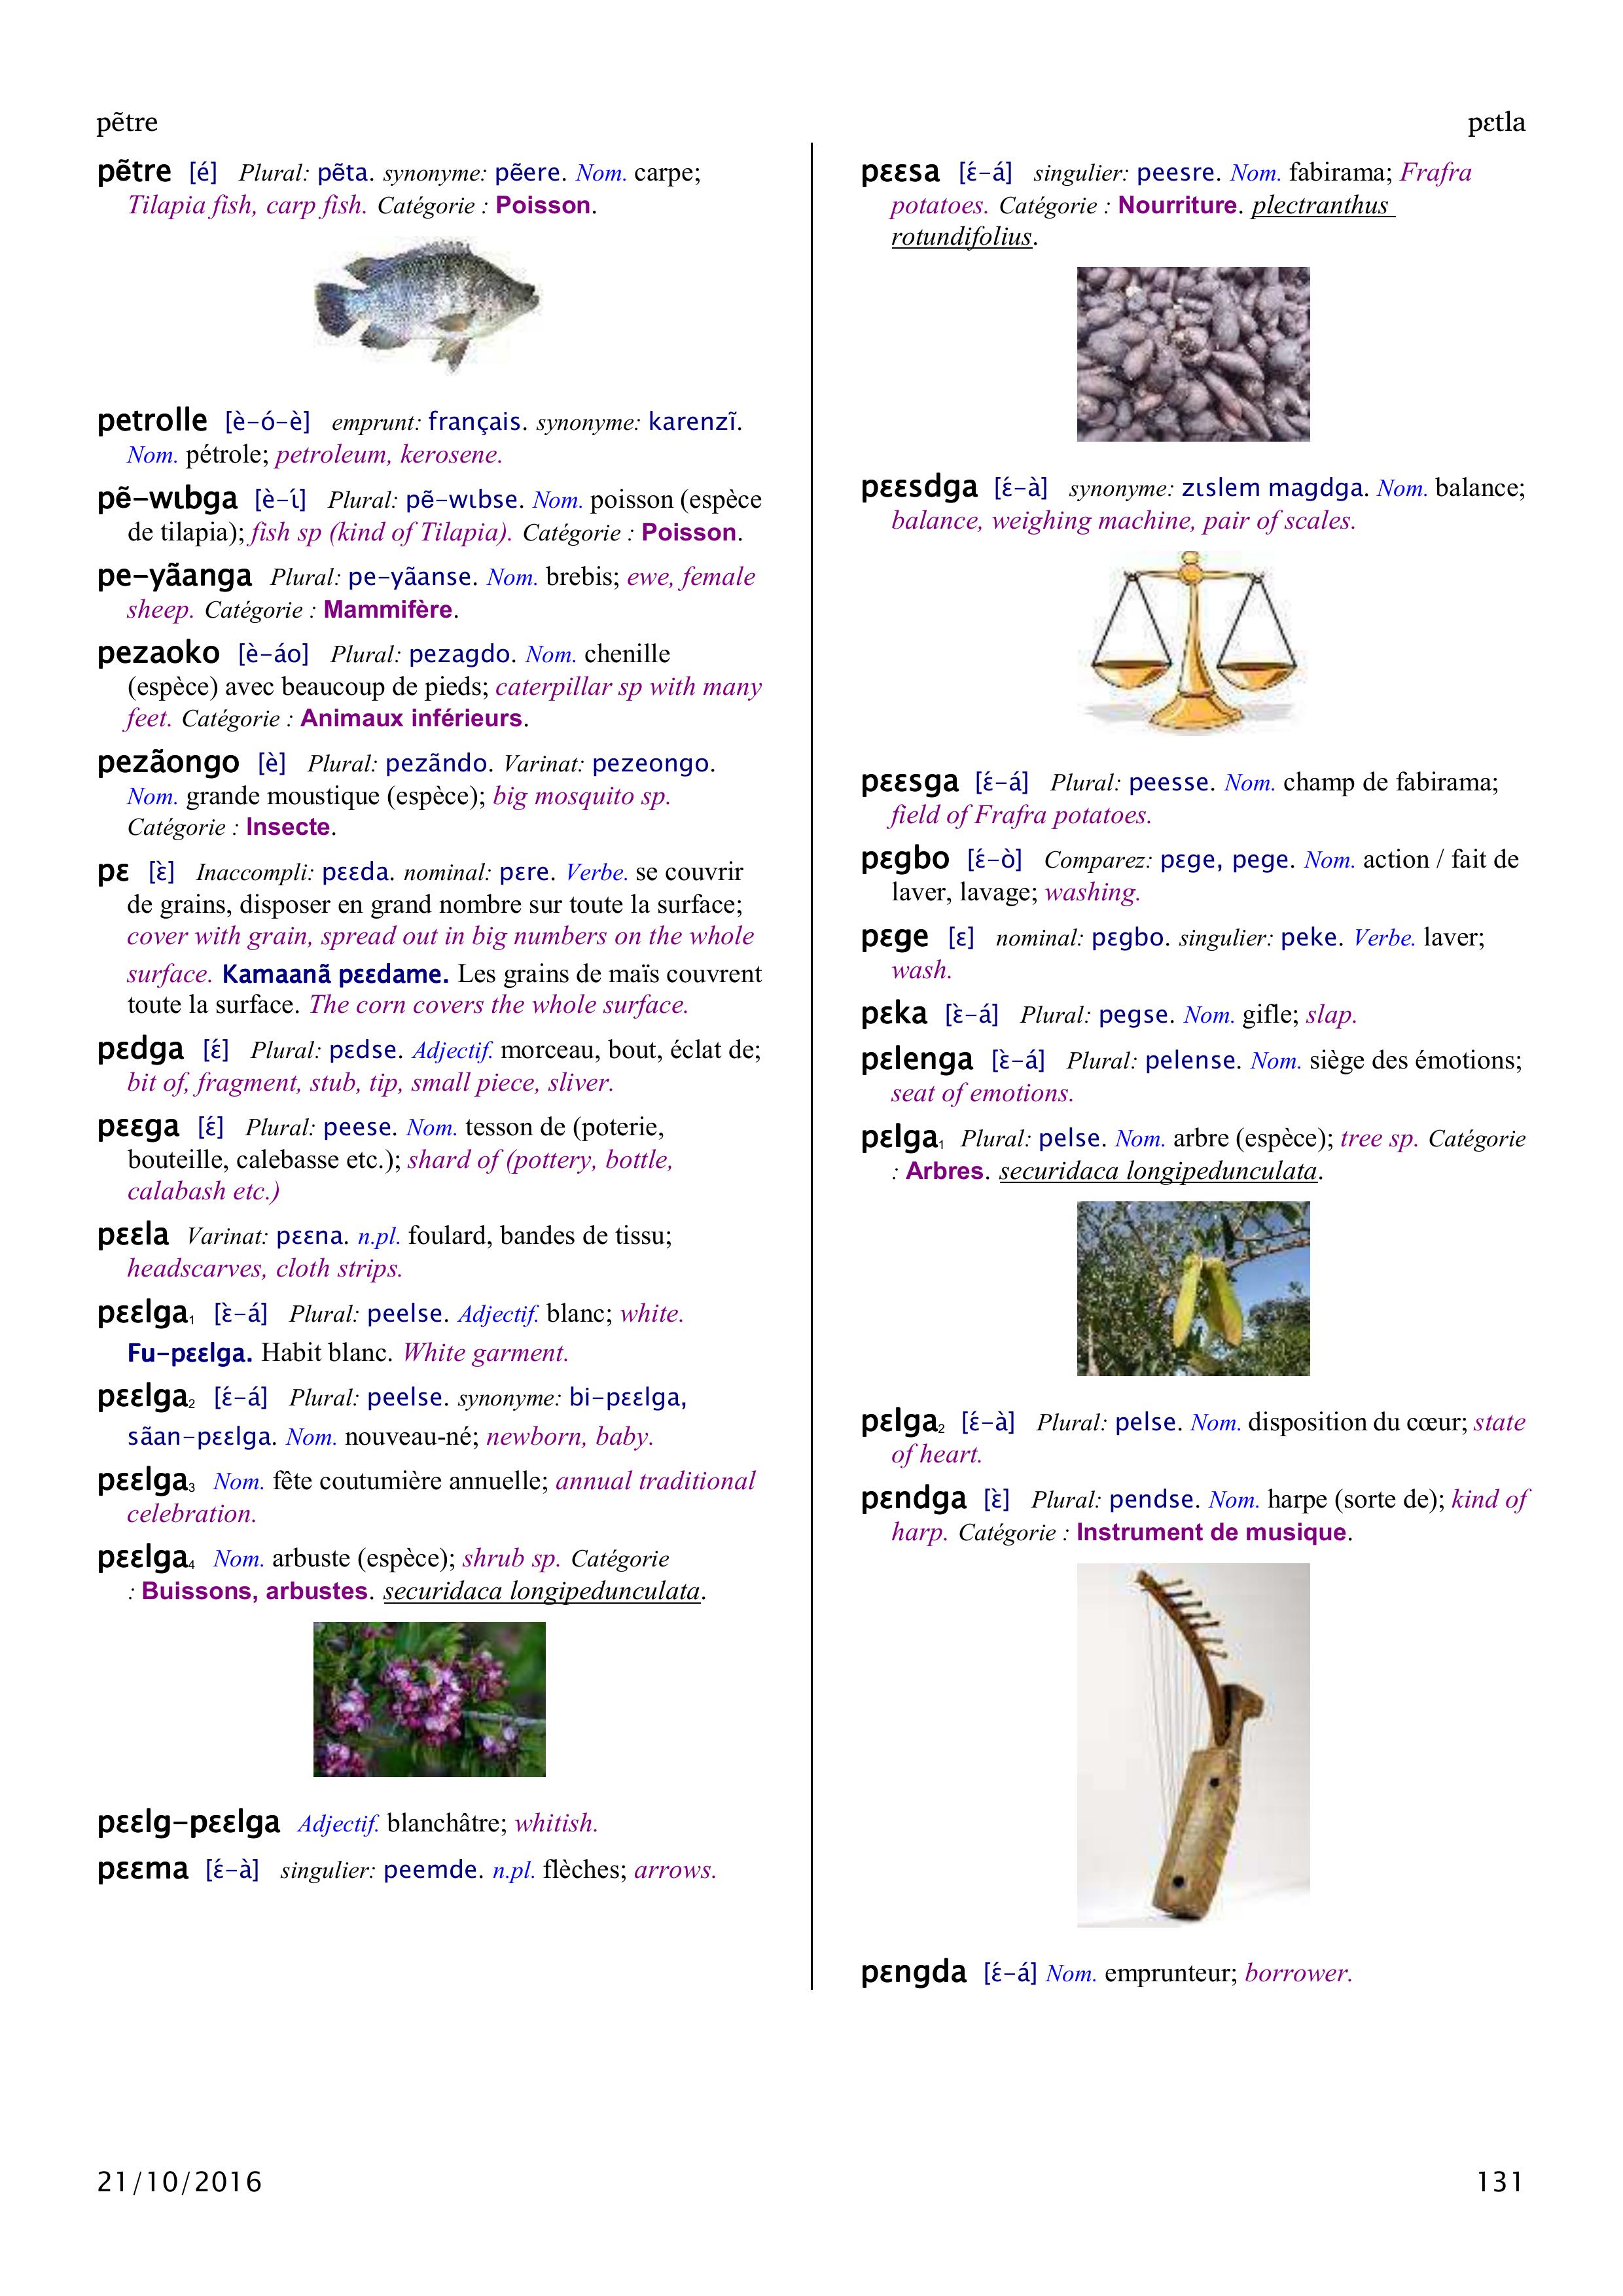 pẽtre
pɛtla
pẽtre [é] Plural: pẽta. synonyme: pẽere. Nom. carpe;
Tilapia fish, carp fish. Catégorie : Poisson.
petrolle [è-ó-è] emprunt: français. synonyme: karenzĩ.
Nom. pétrole; petroleum, kerosene.
pẽ-wɩbga [è-ɩ́] Plural: pẽ-wɩbse. Nom. poisson (espèce
de tilapia); fish sp (kind of Tilapia). Catégorie : Poisson.
pe-yãanga Plural: pe-yãanse. Nom. brebis; ewe, female
sheep. Catégorie : Mammifère.
pezaoko [è-áo] Plural: pezagdo. Nom. chenille
(espèce) avec beaucoup de pieds; caterpillar sp with many
feet. Catégorie : Animaux inférieurs.
pezãongo [è] Plural: pezãndo. Varinat: pezeongo.
Nom. grande moustique (espèce); big mosquito sp.
Catégorie : Insecte.
pɛ [ɛ̀] Inaccompli: pɛɛda. nominal: pɛre. Verbe. se couvrir
de grains, disposer en grand nombre sur toute la surface;
cover with grain, spread out in big numbers on the whole
surface. Kamaanã pɛɛdame. Les grains de maïs couvrent
toute la surface. The corn covers the whole surface.
pɛdga [ɛ́] Plural: pɛdse. Adjectif. morceau, bout, éclat de;
bit of, fragment, stub, tip, small piece, sliver.
pɛɛga [ɛ́] Plural: peese. Nom. tesson de (poterie,
bouteille, calebasse etc.); shard of (pottery, bottle,
calabash etc.)
pɛɛla Varinat: pɛɛna. n.pl. foulard, bandes de tissu;
headscarves, cloth strips.
pɛɛlga₁ [ɛ̀-á] Plural: peelse. Adjectif. blanc; white.
Fu-pɛɛlga. Habit blanc. White garment.
pɛɛlga₂ [ɛ́-á] Plural: peelse. synonyme: bi-pɛɛlga,
sãan-pɛɛlga. Nom. nouveau-né; newborn, baby.
pɛɛlga₃ Nom. fête coutumière annuelle; annual traditional
celebration.
pɛɛlga₄ Nom. arbuste (espèce); shrub sp. Catégorie
: Buissons, arbustes. securidaca longipedunculata.
pɛɛlg-pɛɛlga Adjectif. blanchâtre; whitish.
pɛɛma [ɛ́-à] singulier: peemde. n.pl. flèches; arrows.
pɛɛsa [ɛ́-á] singulier: peesre. Nom. fabirama; Frafra
potatoes. Catégorie : Nourriture. plectranthus
rotundifolius.
pɛɛsdga [ɛ́-à] synonyme: zɩslem magdga. Nom. balance;
balance, weighing machine, pair of scales.
pɛɛsga [ɛ́-á] Plural: peesse. Nom. champ de fabirama;
field of Frafra potatoes.
pɛgbo [ɛ́-ò] Comparez: pɛge, pege. Nom. action / fait de
laver, lavage; washing.
pɛge [ɛ] nominal: pɛgbo. singulier: peke. Verbe. laver;
wash.
pɛka [ɛ̀-á] Plural: pegse. Nom. gifle; slap.
pɛlenga [ɛ̀-á] Plural: pelense. Nom. siège des émotions;
seat of emotions.
pɛlga₁ Plural: pelse. Nom. arbre (espèce); tree sp. Catégorie
: Arbres. securidaca longipedunculata.
pɛlga₂ [ɛ́-à] Plural: pelse. Nom. disposition du cœur; state
of heart.
pɛndga [ɛ̀] Plural: pendse. Nom. harpe (sorte de); kind of
harp. Catégorie : Instrument de musique.
pɛngda [ɛ́-á] Nom. emprunteur; borrower.
21/10/2016
131